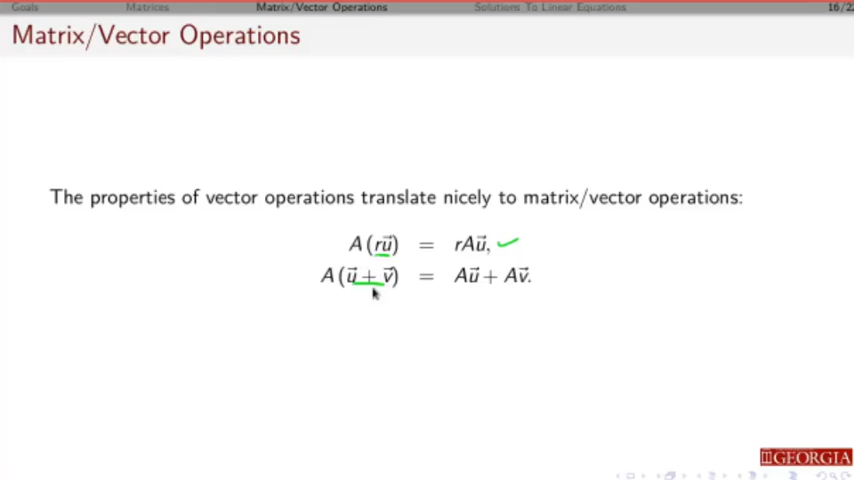 Goals Matrices Matrix/Vector Operations Solutions To Linear Equations 16/22
Matrix/Vector Operations
The properties of vector operations translate nicely to matrix/vector operations:
A(ru⃗) = rAu⃗,
A(u⃗ + v⃗) = Au⃗ + Av⃗.
GEORGIA